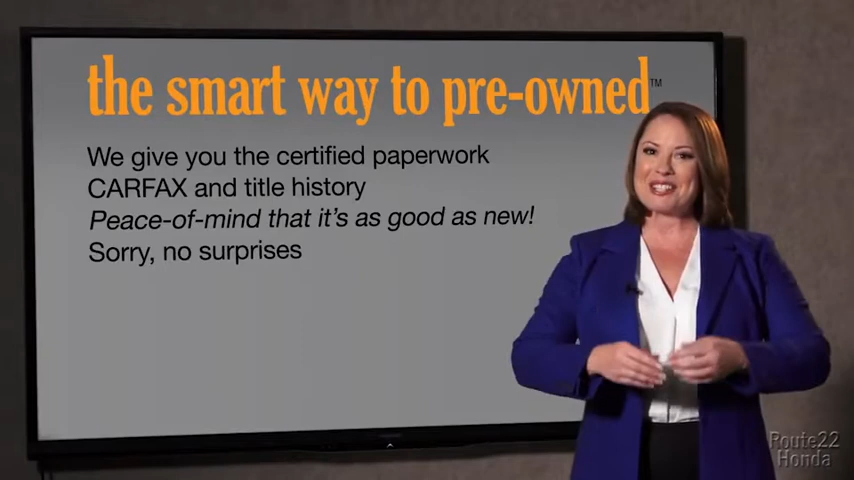 the smart way to pre-owned™
We give you the certified paperwork
CARFAX and title history
Peace-of-mind that it's as good as new!
Sorry, no surprises
Route22
Honda